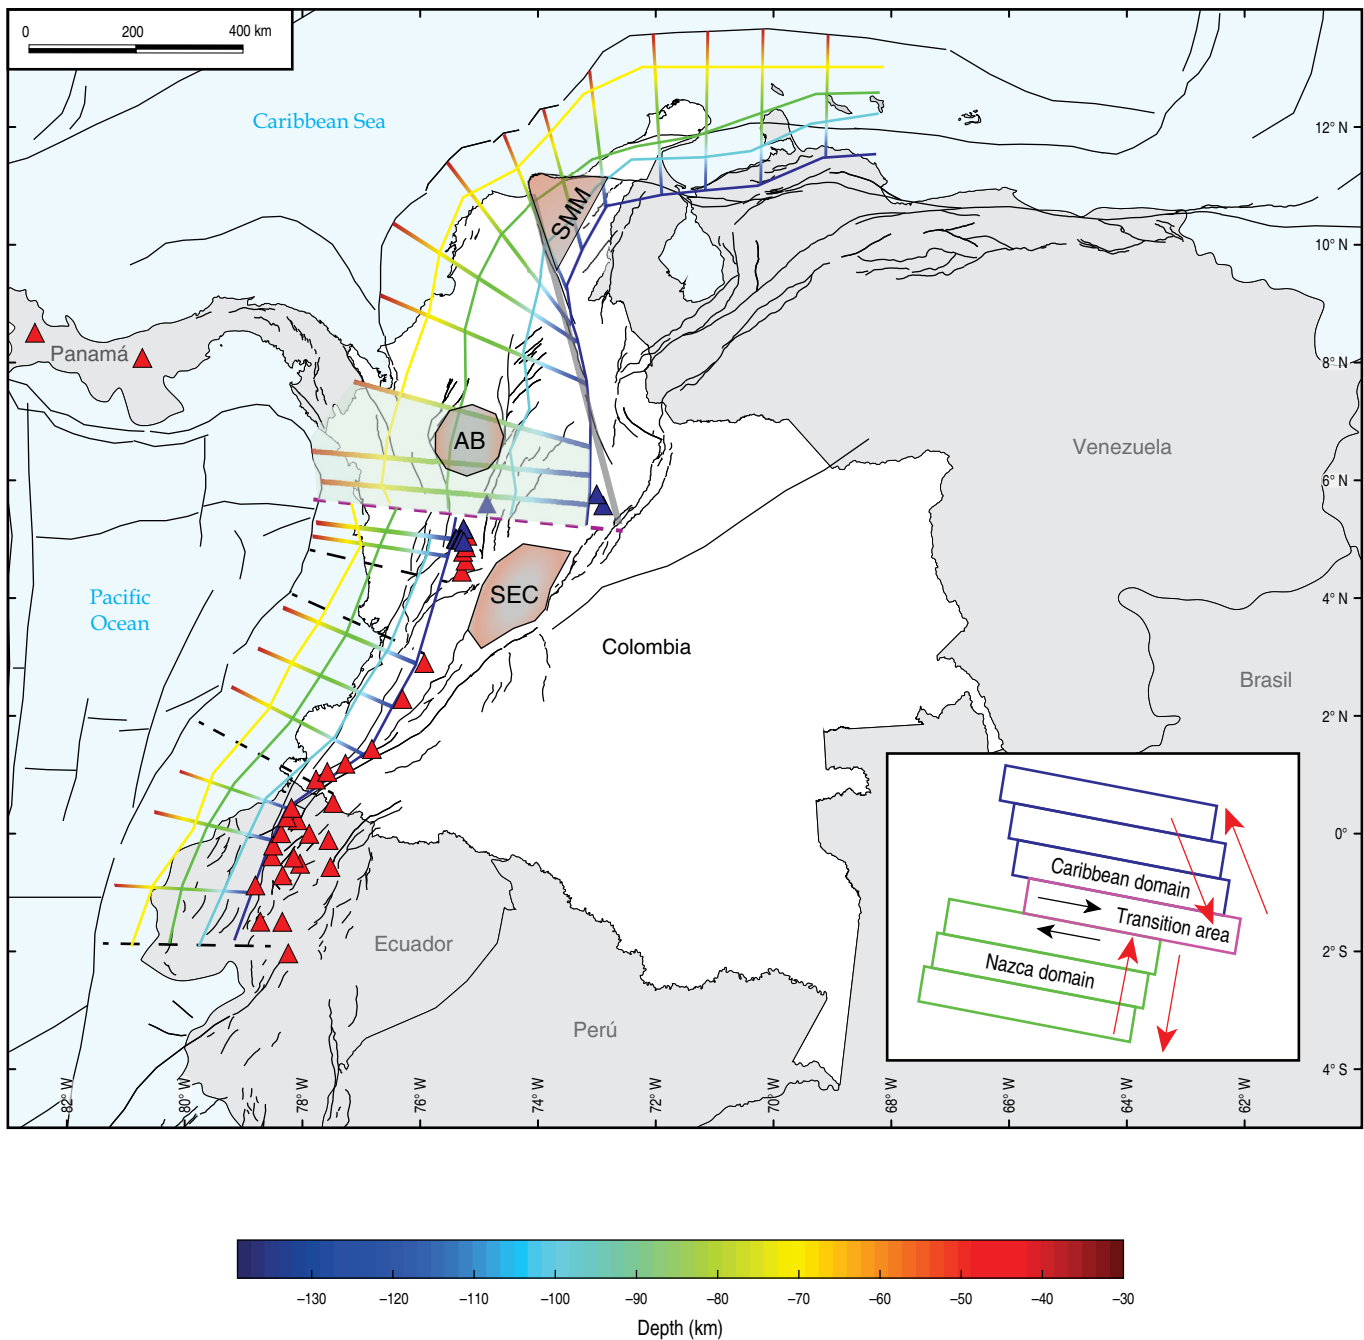 0 200 400 km
Caribbean Sea
12° N
SMM
10° N
Panamá
8° N
AB
Venezuela
6° N
SEC
Pacific
Ocean
4° N
Colombia
Brasil
2° N
0°
Caribbean domain
Transition area
Nazca domain
Ecuador
2° S
Perú
4° S
82° W 80° W 78° W 76° W 74° W 72° W 70° W 68° W 66° W 64° W 62° W
−130 −120 −110 −100 −90 −80 −70 −60 −50 −40 −30
Depth (km)